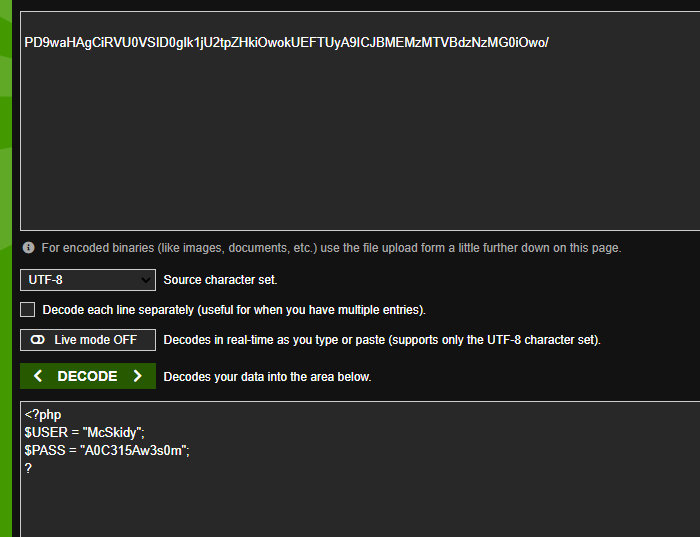 PD9waHAgCiRVU0VSID0gIk1jU2tpZHkiOwokUEFTUyA9ICJBMEMzMTVBdzNzMG0iOwo/
For encoded binaries (like images, documents, etc.) use the file upload form a little further down on this page.
UTF-8 Source character set.
Decode each line separately (useful for when you have multiple entries).
Live mode OFF Decodes in real-time as you type or paste (supports only the UTF-8 character set).
< DECODE > Decodes your data into the area below.
<?php
$USER = "McSkidy";
$PASS = "A0C315Aw3s0m";
?